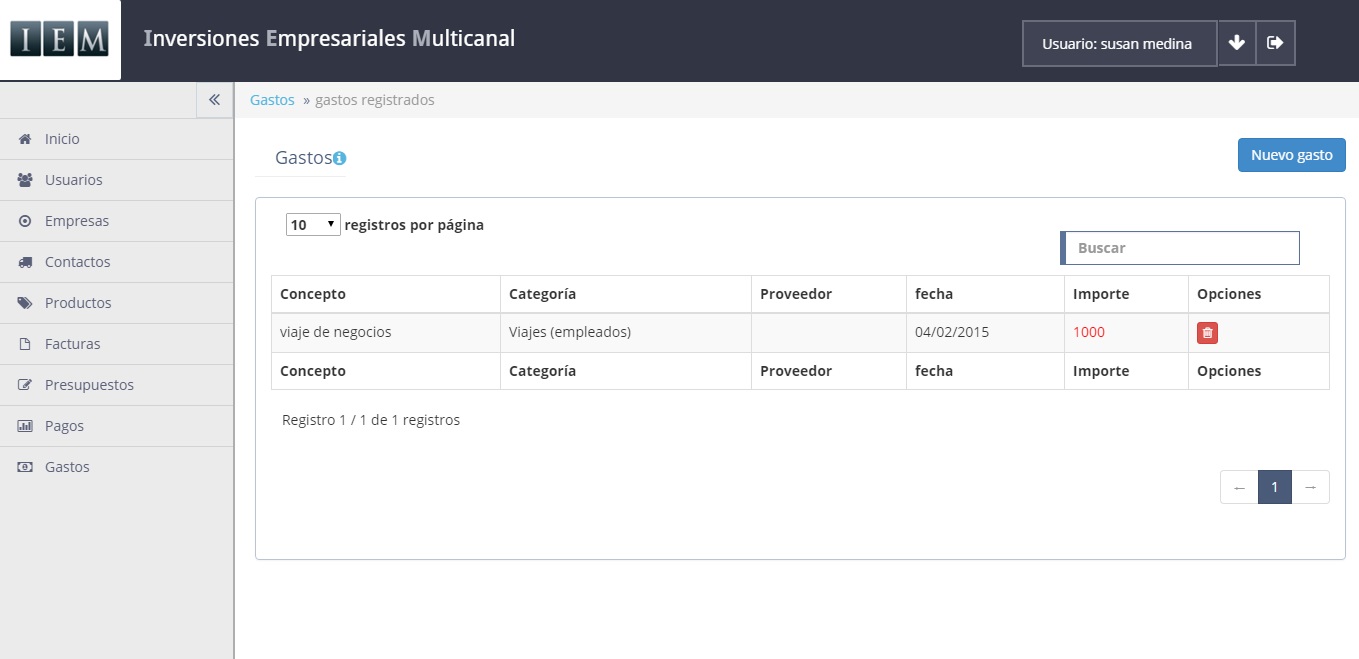 IEM
Inversiones Empresariales Multicanal
Usuario: susan medina
Gastos » gastos registrados
Inicio
Usuarios
Empresas
Contactos
Productos
Facturas
Presupuestos
Pagos
Gastos
Gastos
Nuevo gasto
10 registros por página
Buscar
Concepto Categoría Proveedor fecha Importe Opciones
viaje de negocios Viajes (empleados) 04/02/2015 1000
Concepto Categoría Proveedor fecha Importe Opciones
Registro 1 / 1 de 1 registros
← 1 →